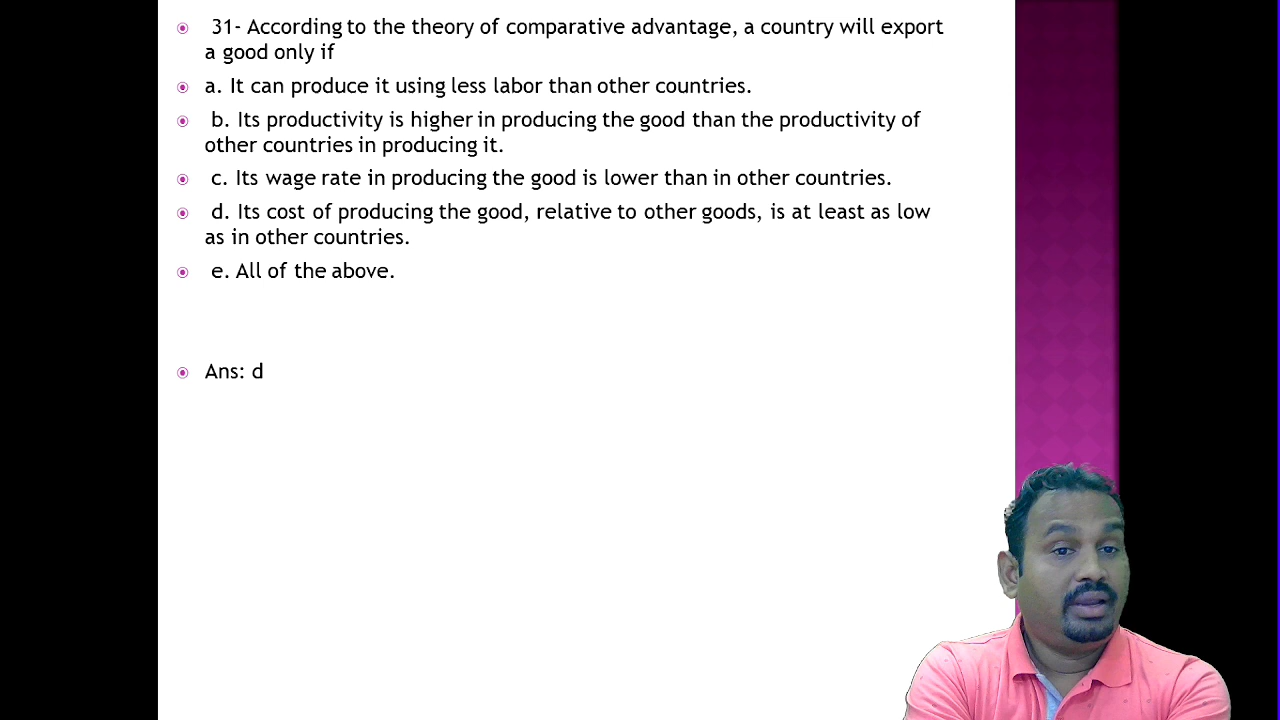 31- According to the theory of comparative advantage, a country will export
a good only if
a. It can produce it using less labor than other countries.
b. Its productivity is higher in producing the good than the productivity of
other countries in producing it.
c. Its wage rate in producing the good is lower than in other countries.
d. Its cost of producing the good, relative to other goods, is at least as low
as in other countries.
e. All of the above.
Ans: d